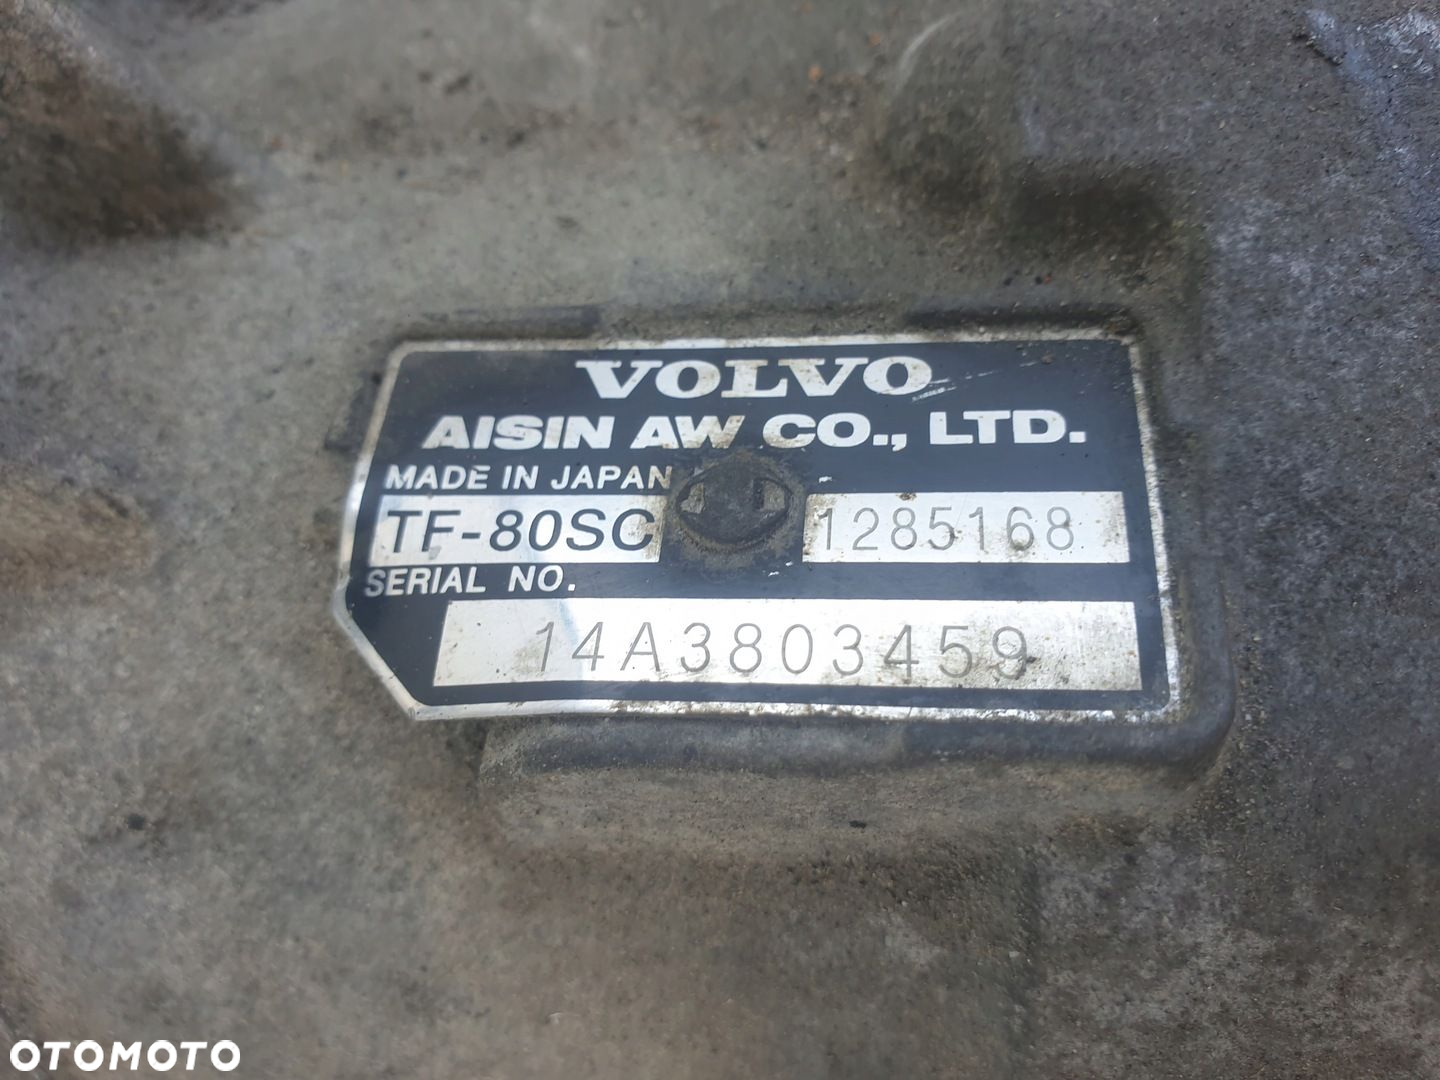 VOLVO
AISIN AW CO., LTD.
MADE IN JAPAN
TF-80SC 1285168
SERIAL NO.
14A3803459
OTOMOTO